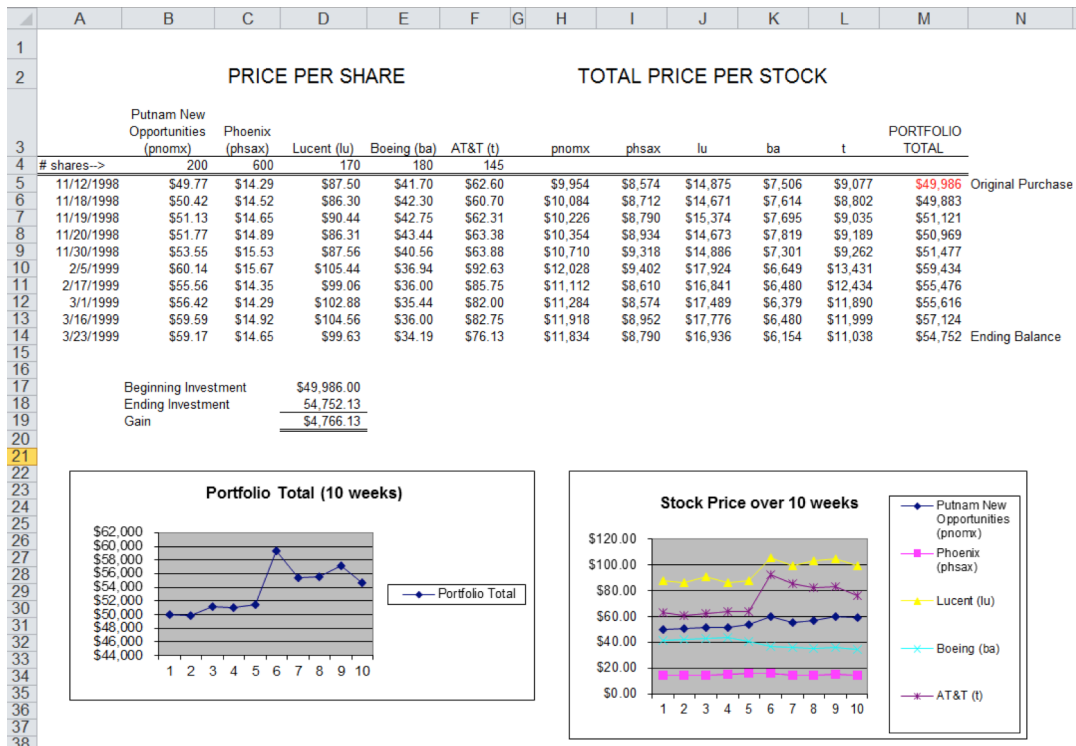 A B C D E F G H I J K L M N
1
2 PRICE PER SHARE TOTAL PRICE PER STOCK
Putnam New
Opportunities Phoenix PORTFOLIO
3 (pnomx) (phsax) Lucent (lu) Boeing (ba) AT&T (t) pnomx phsax lu ba t TOTAL
4 # shares--> 200 600 170 180 145
5 11/12/1998 $49.77 $14.29 $87.50 $41.70 $62.60 $9,954 $8,574 $14,875 $7,506 $9,077 $49,986 Original Purchase
6 11/18/1998 $50.42 $14.52 $86.30 $42.30 $60.70 $10,084 $8,712 $14,671 $7,614 $8,802 $49,883
7 11/19/1998 $51.13 $14.65 $90.44 $42.75 $62.31 $10,226 $8,790 $15,374 $7,695 $9,035 $51,121
8 11/20/1998 $51.77 $14.89 $86.31 $43.44 $63.38 $10,354 $8,934 $14,673 $7,819 $9,189 $50,969
9 11/30/1998 $53.55 $15.53 $87.56 $40.56 $63.88 $10,710 $9,318 $14,886 $7,301 $9,262 $51,477
10 2/5/1999 $60.14 $15.67 $105.44 $36.94 $92.63 $12,028 $9,402 $17,924 $6,649 $13,431 $59,434
11 2/17/1999 $55.56 $14.35 $99.06 $36.00 $85.75 $11,112 $8,610 $16,841 $6,480 $12,434 $55,476
12 3/1/1999 $56.42 $14.29 $102.88 $35.44 $82.00 $11,284 $8,574 $17,489 $6,379 $11,890 $55,616
13 3/16/1999 $59.59 $14.92 $104.56 $36.00 $82.75 $11,918 $8,952 $17,776 $6,480 $11,999 $57,124
14 3/23/1999 $59.17 $14.65 $99.63 $34.19 $76.13 $11,834 $8,790 $16,936 $6,154 $11,038 $54,752 Ending Balance
15
16
17 Beginning Investment $49,986.00
18 Ending Investment 54,752.13
19 Gain $4,766.13
20
21
22
23
24
25
26
27
28
29
30
31
32
33
34
35
36
37
38
Portfolio Total (10 weeks)
$62,000
$60,000
$58,000
$56,000
$54,000
$52,000
$50,000
$48,000
$46,000
$44,000
1 2 3 4 5 6 7 8 9 10
Portfolio Total
Stock Price over 10 weeks
$120.00
$100.00
$80.00
$60.00
$40.00
$20.00
$0.00
1 2 3 4 5 6 7 8 9 10
Putnam New
Opportunities
(pnomx)
Phoenix
(phsax)
Lucent (lu)
Boeing (ba)
AT&T (t)